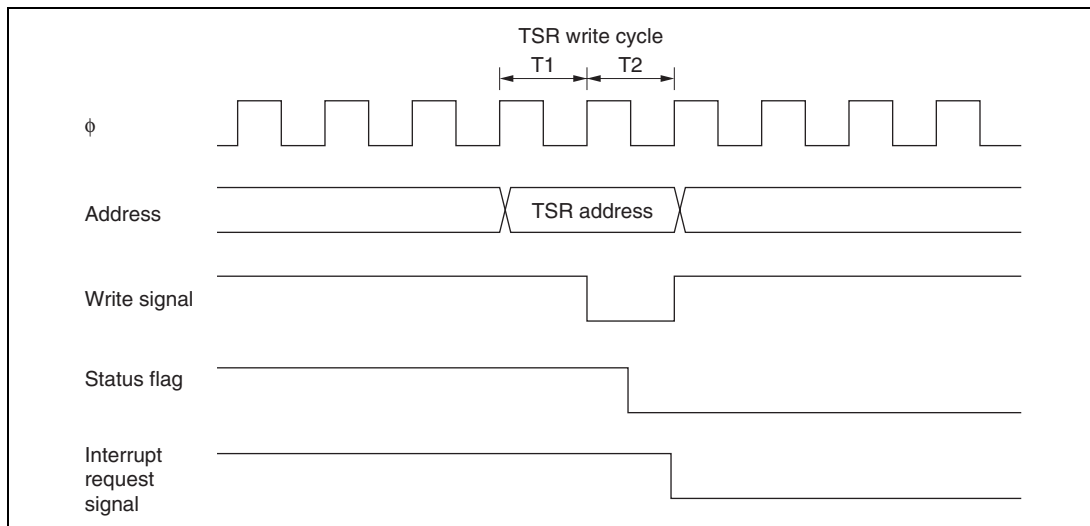 TSR write cycle
T1 T2
ϕ
Address
TSR address
Write signal
Status flag
Interrupt
request
signal